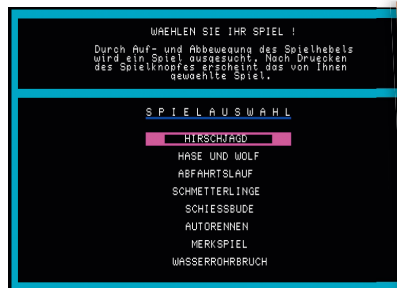 WAEHLEN SIE IHR SPIEL !
Durch Auf- und Abbewegung des Spielhebels
wird ein Spiel ausgesucht. Nach Druecken
des Spielknopfes erscheint das von Ihnen
gewaehlte Spiel.
S P I E L A U S W A H L
HIRSCHJAGD
HASE UND WOLF
ABFAHRTSLAUF
SCHMETTERLINGE
SCHIESSBUDE
AUTORENNEN
MERKSPIEL
WASSERROHRBRUCH